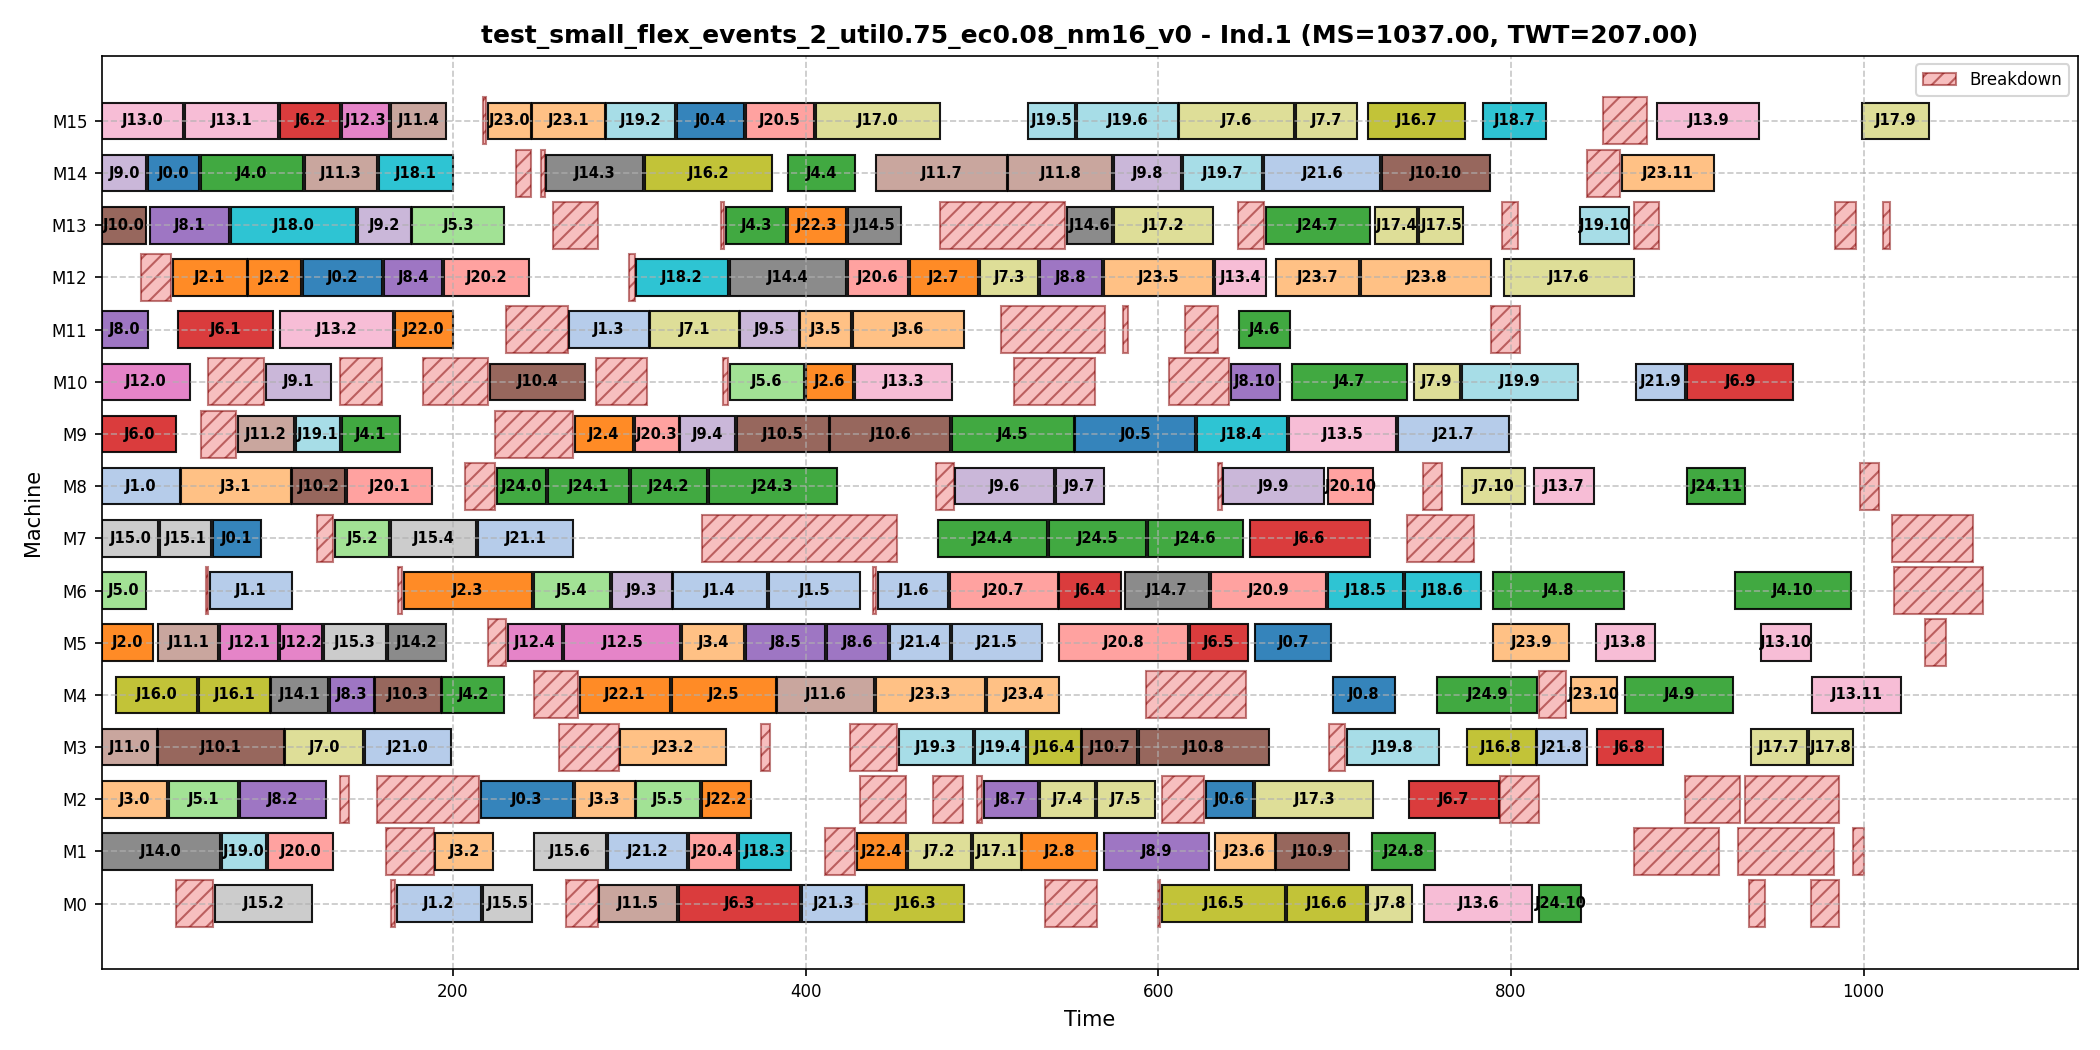 test_small_flex_events_2_util0.75_ec0.08_nm16_v0 - Ind.1 (MS=1037.00, TWT=207.00)
Breakdown
M15 J13.0 J13.1 J6.2 J12.3 J11.4 J23.0 J23.1 J19.2 J0.4 J20.5 J17.0 J19.5 J19.6 J7.6 J7.7 J16.7 J18.7 J13.9 J17.9
M14 J9.0 J0.0 J4.0 J11.3 J18.1 J14.3 J16.2 J4.4 J11.7 J11.8 J9.8 J19.7 J21.6 J10.10 J23.11
M13 J10.0 J8.1 J18.0 J9.2 J5.3 J4.3 J22.3 J14.5 J14.6 J17.2 J24.7 J17.4 J17.5 J19.10
M12 J2.1 J2.2 J0.2 J8.4 J20.2 J18.2 J14.4 J20.6 J2.7 J7.3 J8.8 J23.5 J13.4 J23.7 J23.8 J17.6
M11 J8.0 J6.1 J13.2 J22.0 J1.3 J7.1 J9.5 J3.5 J3.6 J4.6
M10 J12.0 J9.1 J10.4 J5.6 J2.6 J13.3 J8.10 J4.7 J7.9 J19.9 J21.9 J6.9
M9 J6.0 J11.2 J19.1 J4.1 J2.4 J20.3 J9.4 J10.5 J10.6 J4.5 J0.5 J18.4 J13.5 J21.7
M8 J1.0 J3.1 J10.2 J20.1 J24.0 J24.1 J24.2 J24.3 J9.6 J9.7 J9.9 J20.10 J7.10 J13.7 J24.11
M7 J15.0 J15.1 J0.1 J5.2 J15.4 J21.1 J24.4 J24.5 J24.6 J6.6
M6 J5.0 J1.1 J2.3 J5.4 J9.3 J1.4 J1.5 J1.6 J20.7 J6.4 J14.7 J20.9 J18.5 J18.6 J4.8 J4.10
M5 J2.0 J11.1 J12.1 J12.2 J15.3 J14.2 J12.4 J12.5 J3.4 J8.5 J8.6 J21.4 J21.5 J20.8 J6.5 J0.7 J23.9 J13.8 J13.10
M4 J16.0 J16.1 J14.1 J8.3 J10.3 J4.2 J22.1 J2.5 J11.6 J23.3 J23.4 J0.8 J24.9 J23.10 J4.9 J13.11
M3 J11.0 J10.1 J7.0 J21.0 J23.2 J19.3 J19.4 J16.4 J10.7 J10.8 J19.8 J16.8 J21.8 J6.8 J17.7 J17.8
M2 J3.0 J5.1 J8.2 J0.3 J3.3 J5.5 J22.2 J8.7 J7.4 J7.5 J0.6 J17.3 J6.7
M1 J14.0 J19.0 J20.0 J3.2 J15.6 J21.2 J20.4 J18.3 J22.4 J7.2 J17.1 J2.8 J8.9 J23.6 J10.9 J24.8
M0 J15.2 J1.2 J15.5 J11.5 J6.3 J21.3 J16.3 J16.5 J16.6 J7.8 J13.6 J24.10
200 400 600 800 1000
Time
Machine